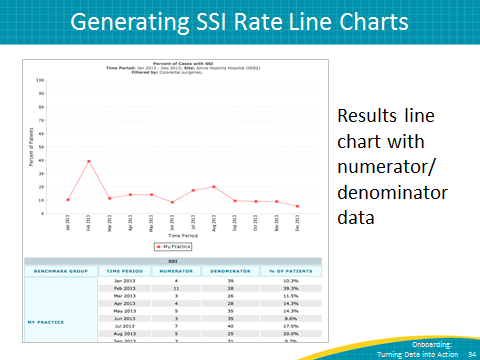 Generating SSI Rate Line Charts
Percent of Cases with SSI
Time Period: Jan 2013 - Dec 2013, Site: Johns Hopkins Hospital (0082)
Filtered by: Colorectal surgeries;
Percent of Patients
100
90
80
70
60
50
40
30
20
10
0
Jan 2013 Feb 2013 Mar 2013 Apr 2013 May 2013 Jun 2013 Jul 2013 Aug 2013 Sep 2013 Oct 2013 Nov 2013 Dec 2013
Time Period
My Practice
Results line
chart with
numerator/
denominator
data
SSI
BENCHMARK GROUP TIME PERIOD NUMERATOR DENOMINATOR % OF PATIENTS
MY PRACTICE
Jan 2013 4 39 10.3%
Feb 2013 11 28 39.3%
Mar 2013 3 26 11.5%
Apr 2013 4 28 14.3%
May 2013 5 35 14.3%
Jun 2013 3 35 8.6%
Jul 2013 7 40 17.5%
Aug 2013 5 25 20.0%
Sep 2013 3 31 9.7%
Onboarding:
Turning Data into Action 34